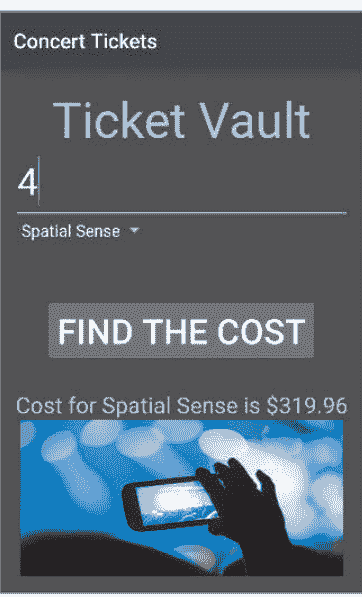 Concert Tickets
Ticket Vault
4
Spatial Sense
FIND THE COST
Cost for Spatial Sense is $319.96